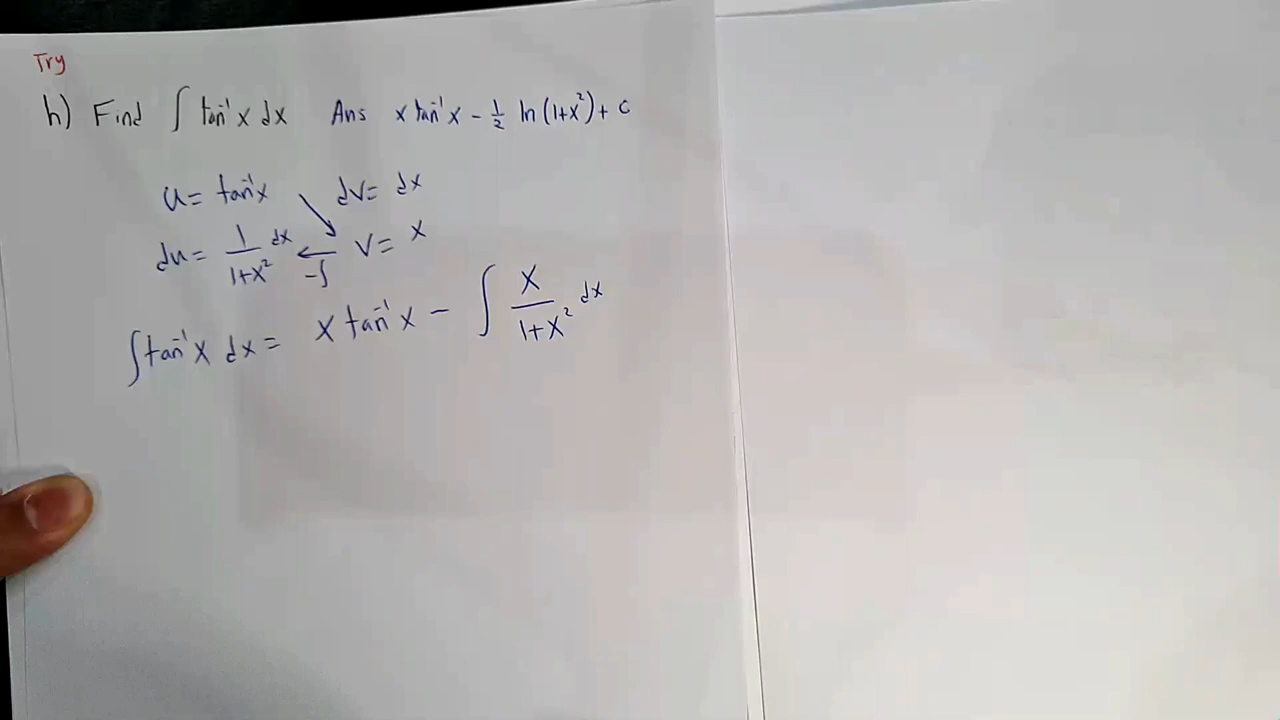 Try
h) Find ∫ tan⁻¹x dx Ans x tan⁻¹x - 1/2 ln(1+x²) + c
u = tan⁻¹x dv = dx
du = 1/(1+x²) dx -∫ v = x
∫tan⁻¹x dx = x tan⁻¹x - ∫ x/(1+x²) dx